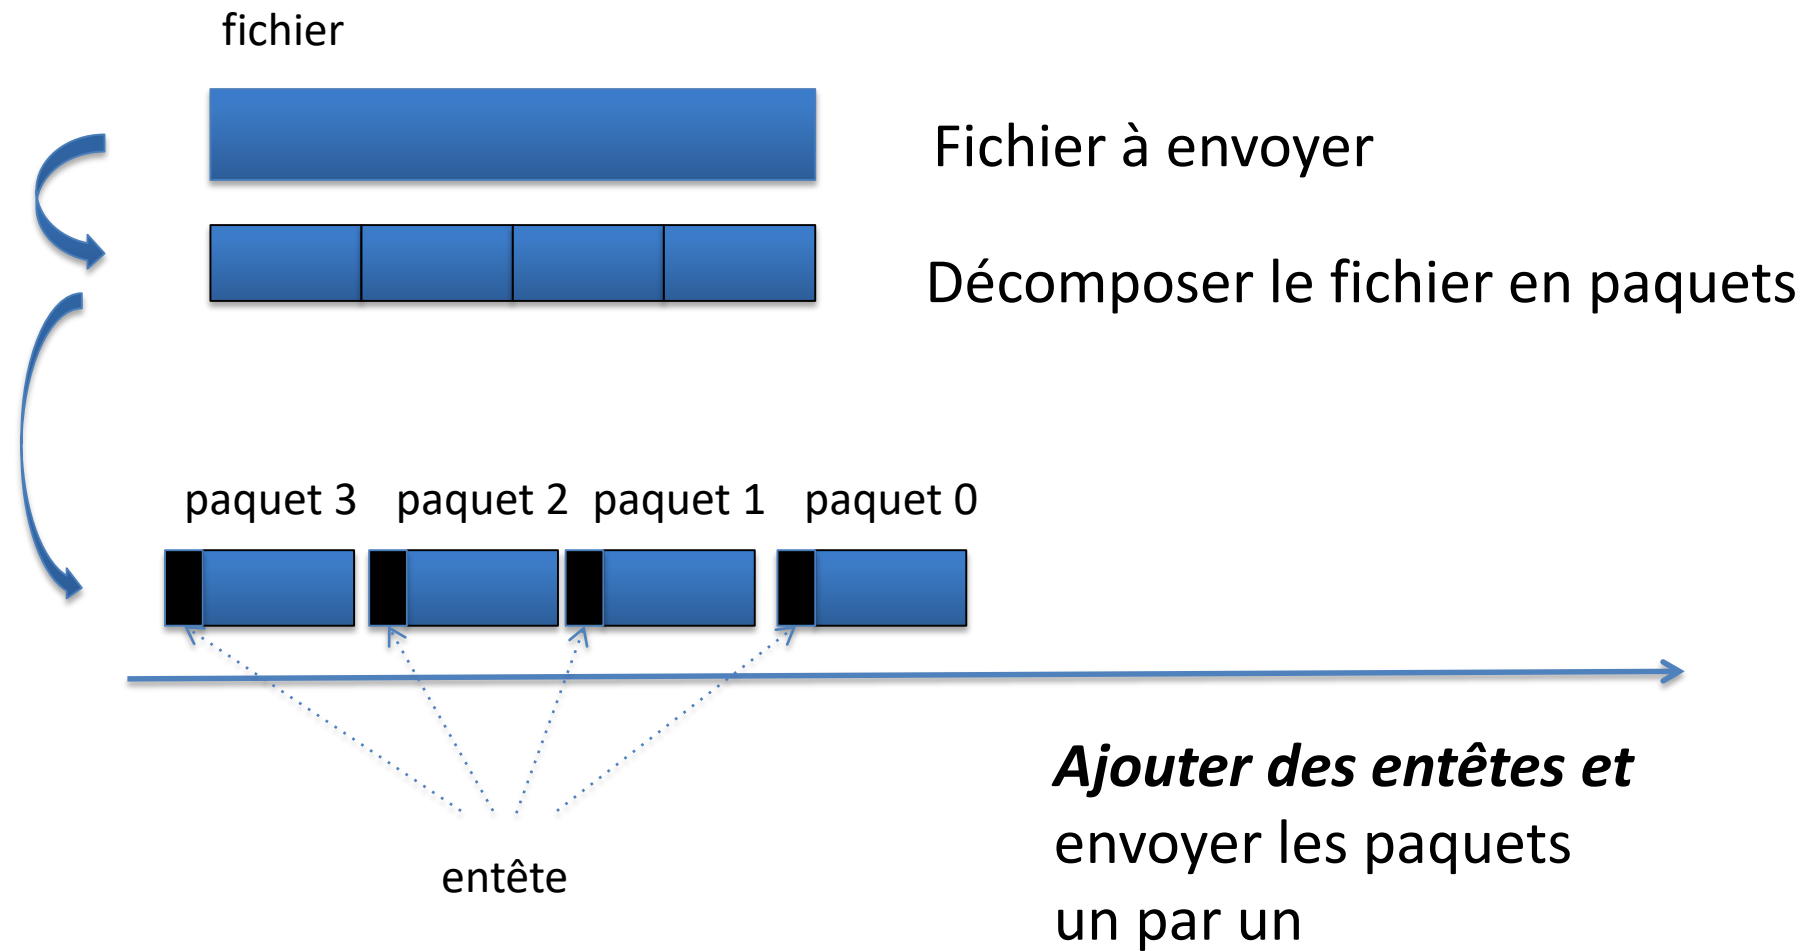 fichier
Fichier à envoyer
Décomposer le fichier en paquets
paquet 3 paquet 2 paquet 1 paquet 0
Ajouter des entêtes et
envoyer les paquets
un par un
entête